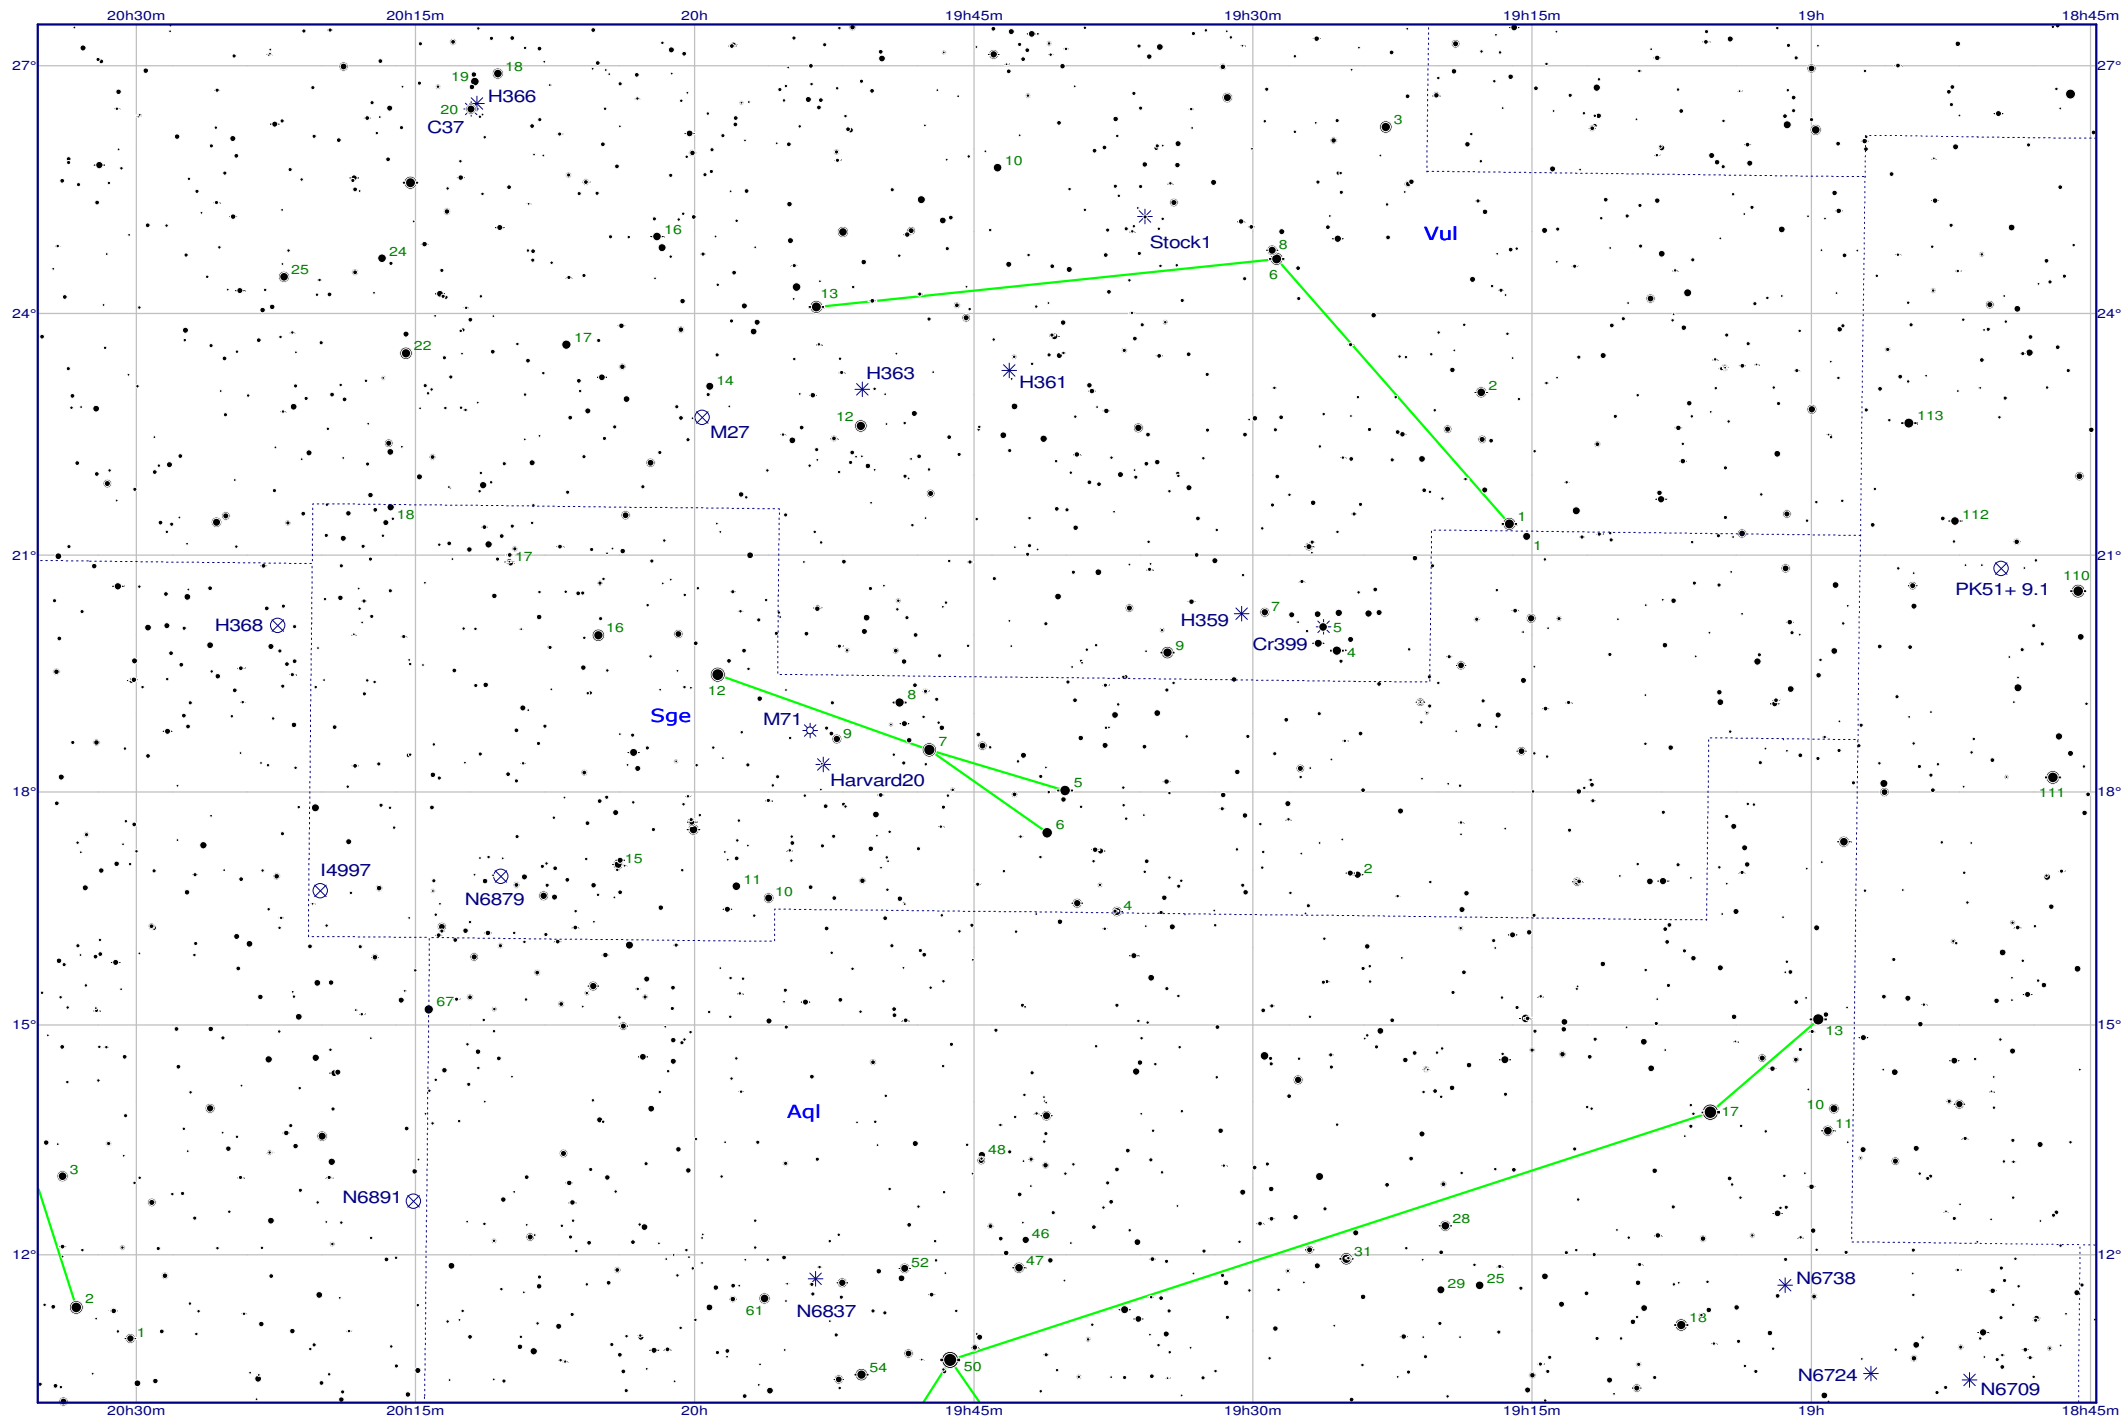 20h30m 20h15m 20h 19h45m 19h30m 19h15m 19h 18h45m
27° 27°
19 18
H366
20
C37
3
10
16
Stock1
Vul
8
24
25
6
13
24° 24°
22
17
H363
H361
14
2
12
M27
113
18
1
112
1
17
21° 21°
110
PK51+ 9.1
H368
16
H359
7
5
Cr399
9
4
12
8
Sge
M71
9
7
Harvard20
5
111
18° 18°
6
15
I4997
N6879
2
11
10
4
67
15° 15°
13
Aql
17
10
11
48
3
N6891
28
46
31
12° 12°
52
47
N6738
29
25
N6837
61
2
18
1
50
54
N6724
N6709
20h30m 20h15m 20h 19h45m 19h30m 19h15m 19h 18h45m